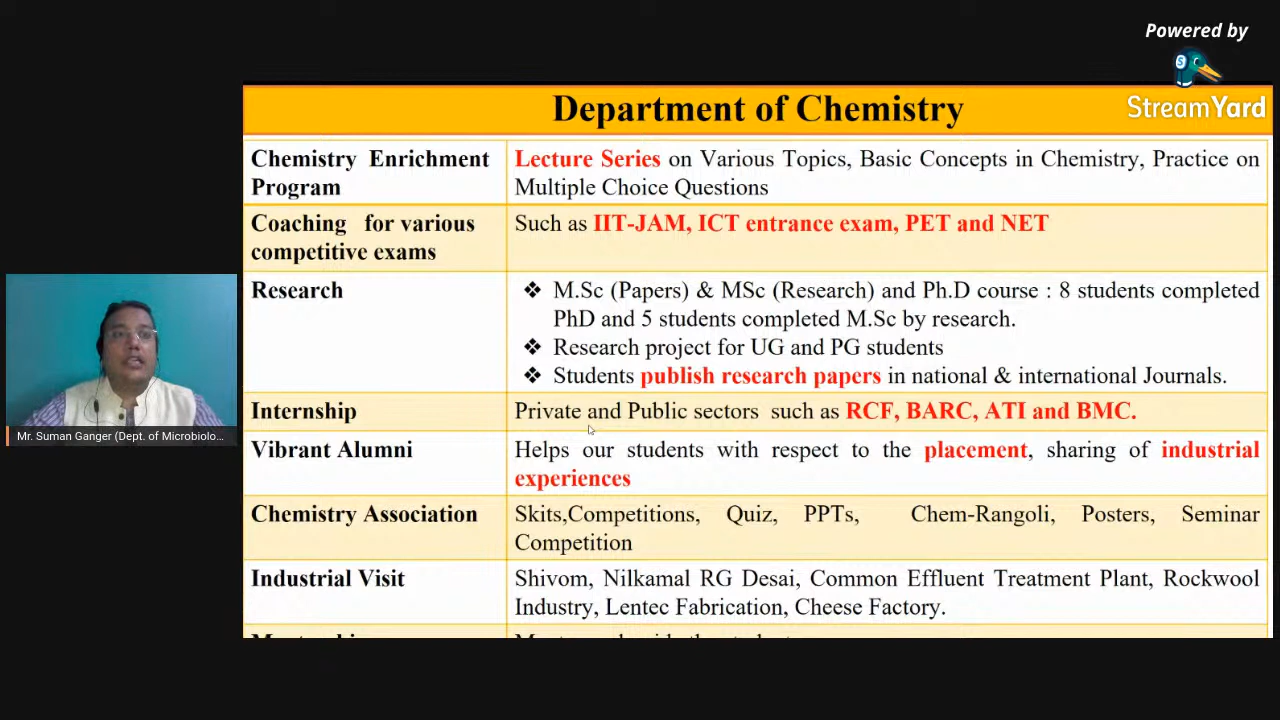 Powered by
StreamYard
Department of Chemistry
Chemistry Enrichment Program
Lecture Series on Various Topics, Basic Concepts in Chemistry, Practice on
Multiple Choice Questions
Coaching for various
competitive exams
Such as IIT-JAM, ICT entrance exam, PET and NET
Research
❖ M.Sc (Papers) & MSc (Research) and Ph.D course : 8 students completed
PhD and 5 students completed M.Sc by research.
❖ Research project for UG and PG students
❖ Students publish research papers in national & international Journals.
Internship
Private and Public sectors such as RCF, BARC, ATI and BMC.
Vibrant Alumni
Helps our students with respect to the placement, sharing of industrial
experiences
Chemistry Association
Skits,Competitions, Quiz, PPTs, Chem-Rangoli, Posters, Seminar
Competition
Industrial Visit
Shivom, Nilkamal RG Desai, Common Effluent Treatment Plant, Rockwool
Industry, Lentec Fabrication, Cheese Factory.
Mr. Suman Ganger (Dept. of Microbiolo...